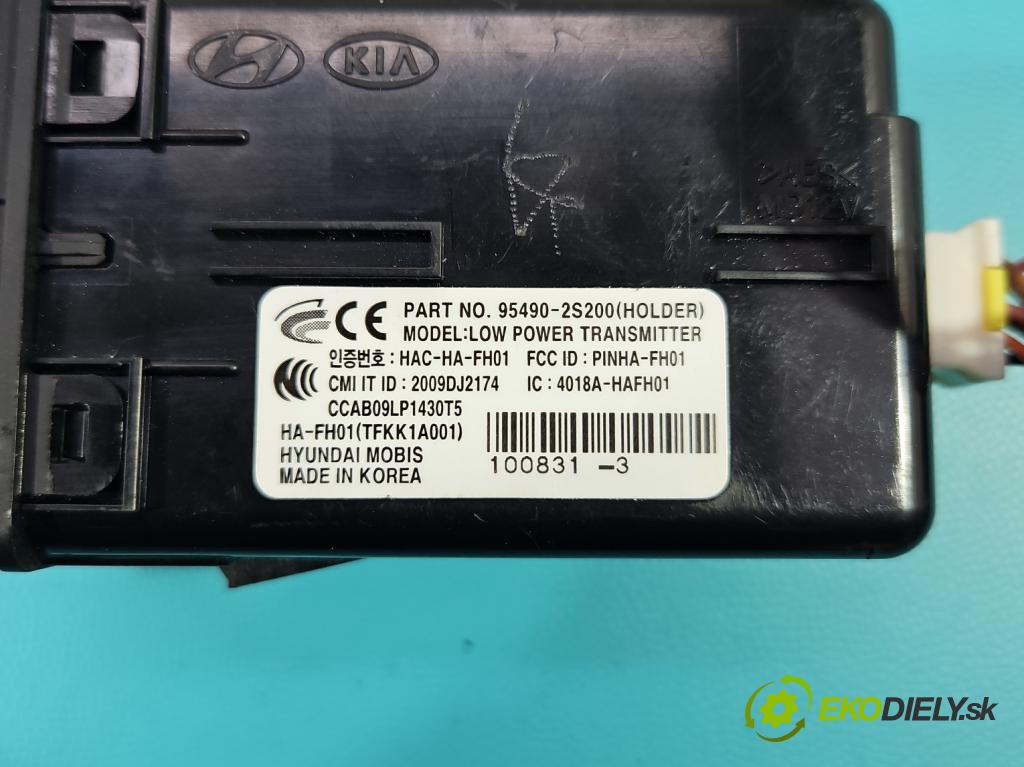 KIA
>ABS<
PART NO. 95490-2S200(HOLDER)
MODEL:LOW POWER TRANSMITTER
인증번호 : HAC-HA-FH01 FCC ID : PINHA-FH01
CMI IT ID : 2009DJ2174 IC : 4018A-HAFH01
CCAB09LP1430T5
HA-FH01(TFKK1A001)
HYUNDAI MOBIS
MADE IN KOREA
100831 -3
EKODIELY.sk